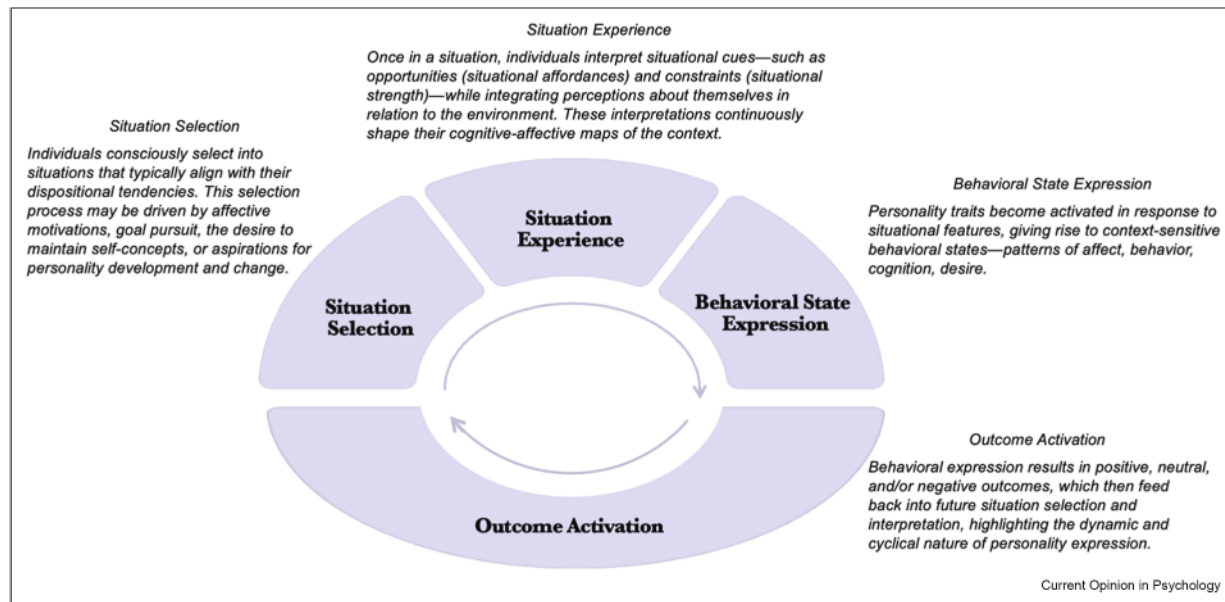 Situation Experience
Once in a situation, individuals interpret situational cues—such as
opportunities (situational affordances) and constraints (situational
strength)—while integrating perceptions about themselves in
relation to the environment. These interpretations continuously
shape their cognitive-affective maps of the context.
Situation Selection
Individuals consciously select into
situations that typically align with their
dispositional tendencies. This selection
process may be driven by affective
motivations, goal pursuit, the desire to
maintain self-concepts, or aspirations for
personality development and change.
Behavioral State Expression
Personality traits become activated in response to
situational features, giving rise to context-sensitive
behavioral states—patterns of affect, behavior,
cognition, desire.
Situation
Experience
Situation
Selection
Behavioral State
Expression
Outcome Activation
Outcome Activation
Behavioral expression results in positive, neutral,
and/or negative outcomes, which then feed
back into future situation selection and
interpretation, highlighting the dynamic and
cyclical nature of personality expression.
Current Opinion in Psychology